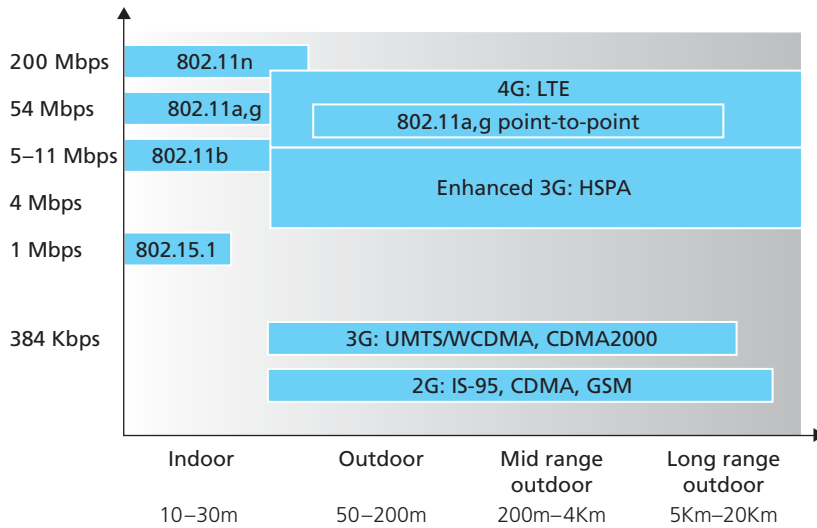 200 Mbps
802.11n
54 Mbps
802.11a,g
4G: LTE
802.11a,g point-to-point
5–11 Mbps
802.11b
Enhanced 3G: HSPA
4 Mbps
1 Mbps
802.15.1
384 Kbps
3G: UMTS/WCDMA, CDMA2000
2G: IS-95, CDMA, GSM
Indoor
Outdoor
Mid range
outdoor
Long range
outdoor
10–30m
50–200m
200m–4Km
5Km–20Km